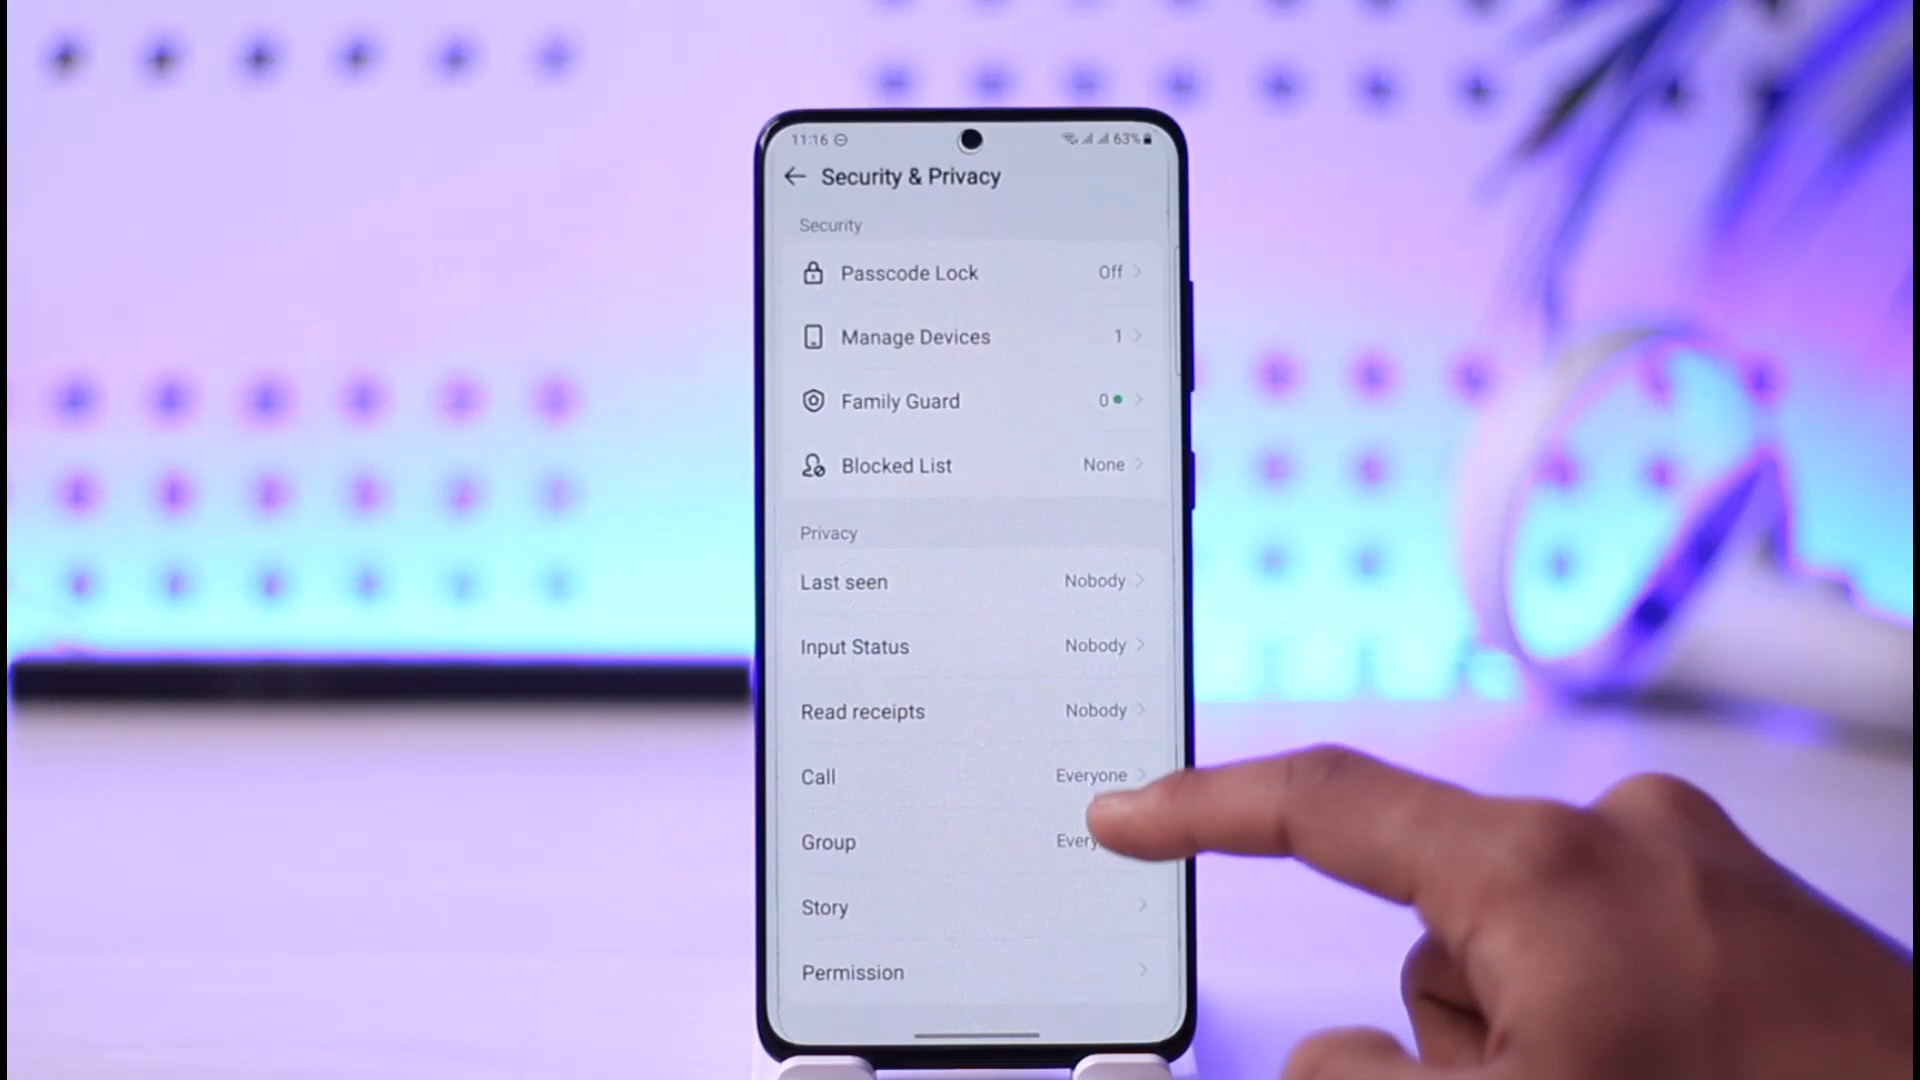 11:16 63%
Security & Privacy
Security
Passcode Lock Off
Manage Devices 1
Family Guard 0
Blocked List None
Privacy
Last seen Nobody
Input Status Nobody
Read receipts Nobody
Call Everyone
Group Every
Story
Permission